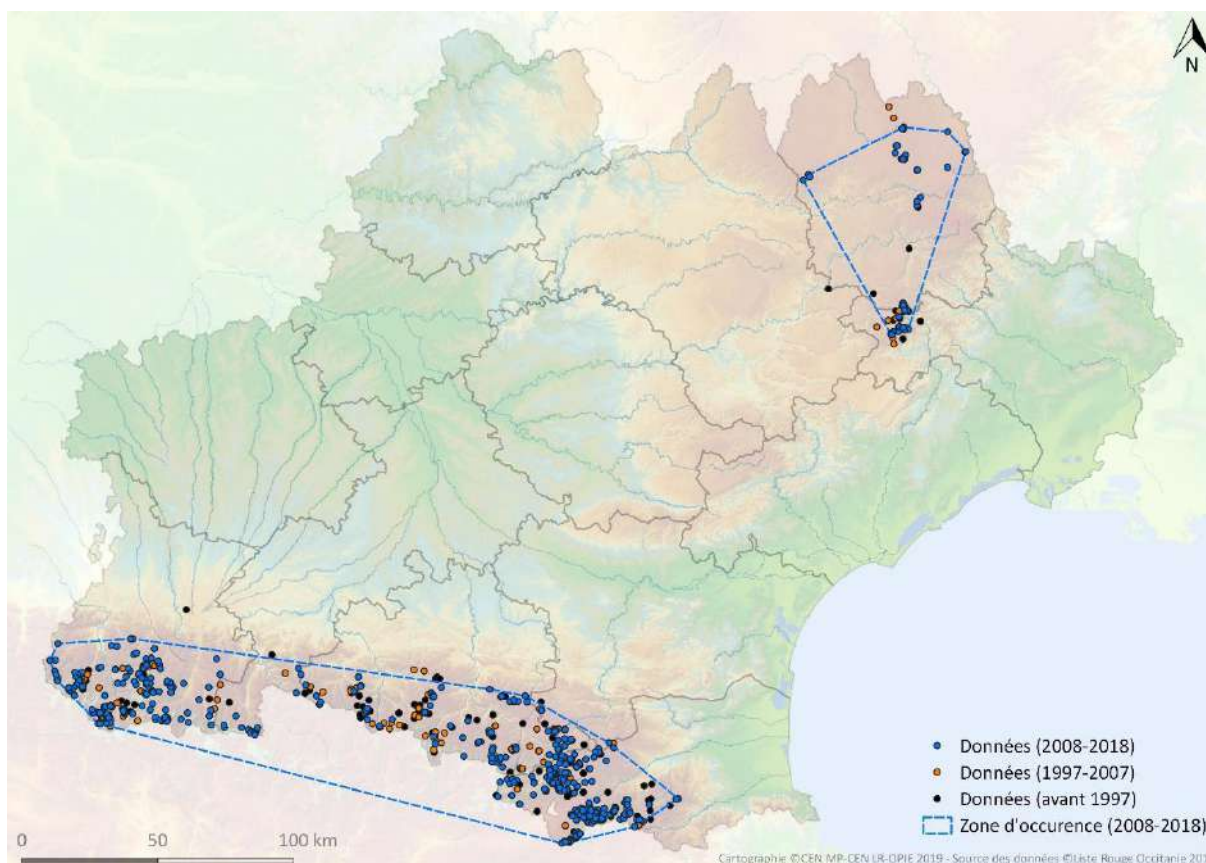 N
Données (2008-2018)
Données (1997-2007)
Données (avant 1997)
Zone d'occurence (2008-2018)
0 50 100 km
Cartographie ©CEN MP-CEN LR-OPIE 2019 - Source des données ©Liste Rouge Occitanie